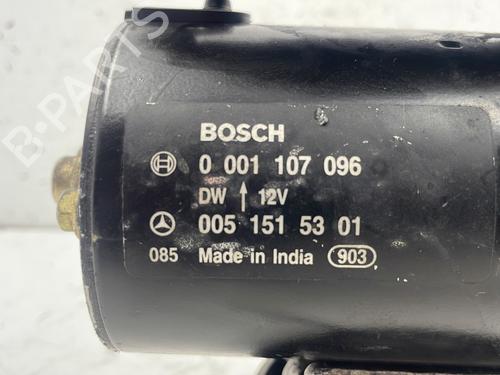 B-PARTS
BOSCH
0 001 107 096
DW ↑ 12V
005 151 53 01
085 Made in India 903